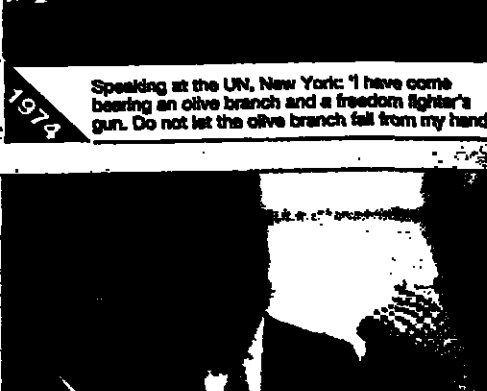 1974
Speaking at the UN, New York: 'I have come
bearing an olive branch and a freedom fighter's
gun. Do not let the olive branch fall from my hand